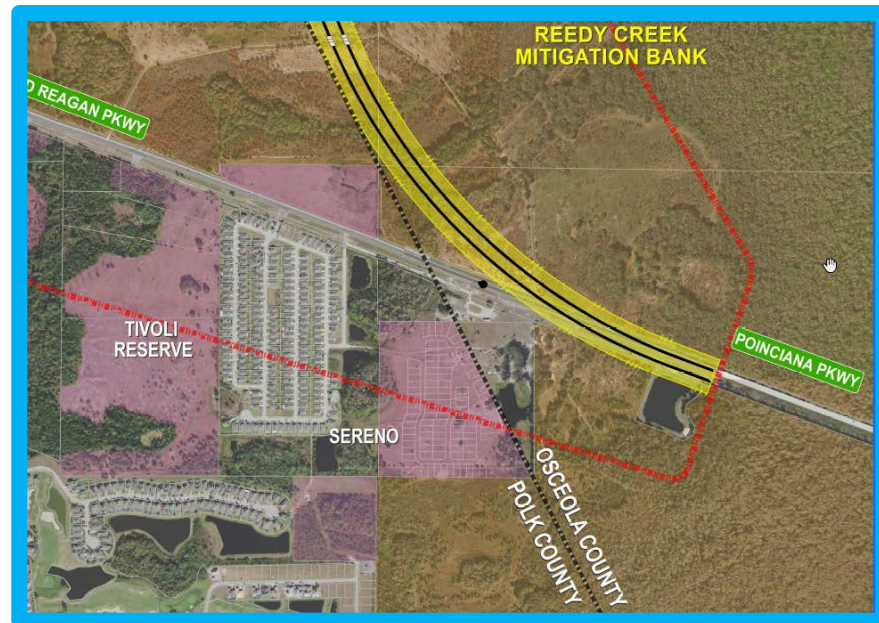 REEDY CREEK
MITIGATION BANK
D REAGAN PKWY
TIVOLI
RESERVE
POINCIANA PKWY
SERENO
OSCEOLA COUNTY
POLK COUNTY